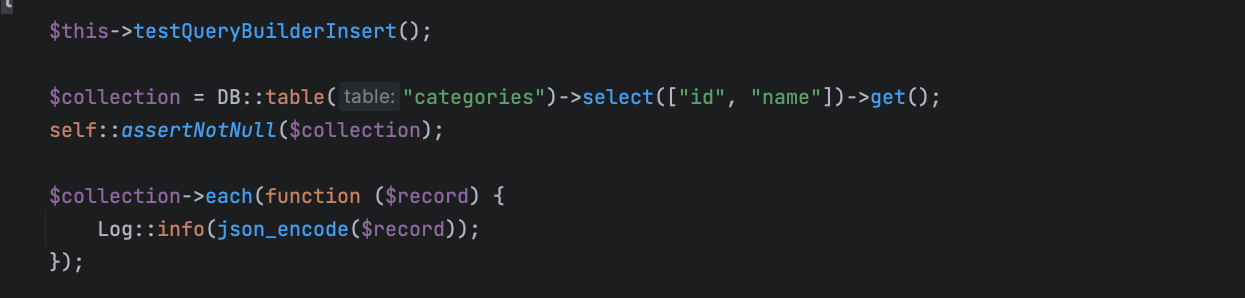 {
$this->testQueryBuilderInsert();
$collection = DB::table( table: "categories")->select(["id", "name"])->get();
self::assertNotNull($collection);
$collection->each(function ($record) {
    Log::info(json_encode($record));
});